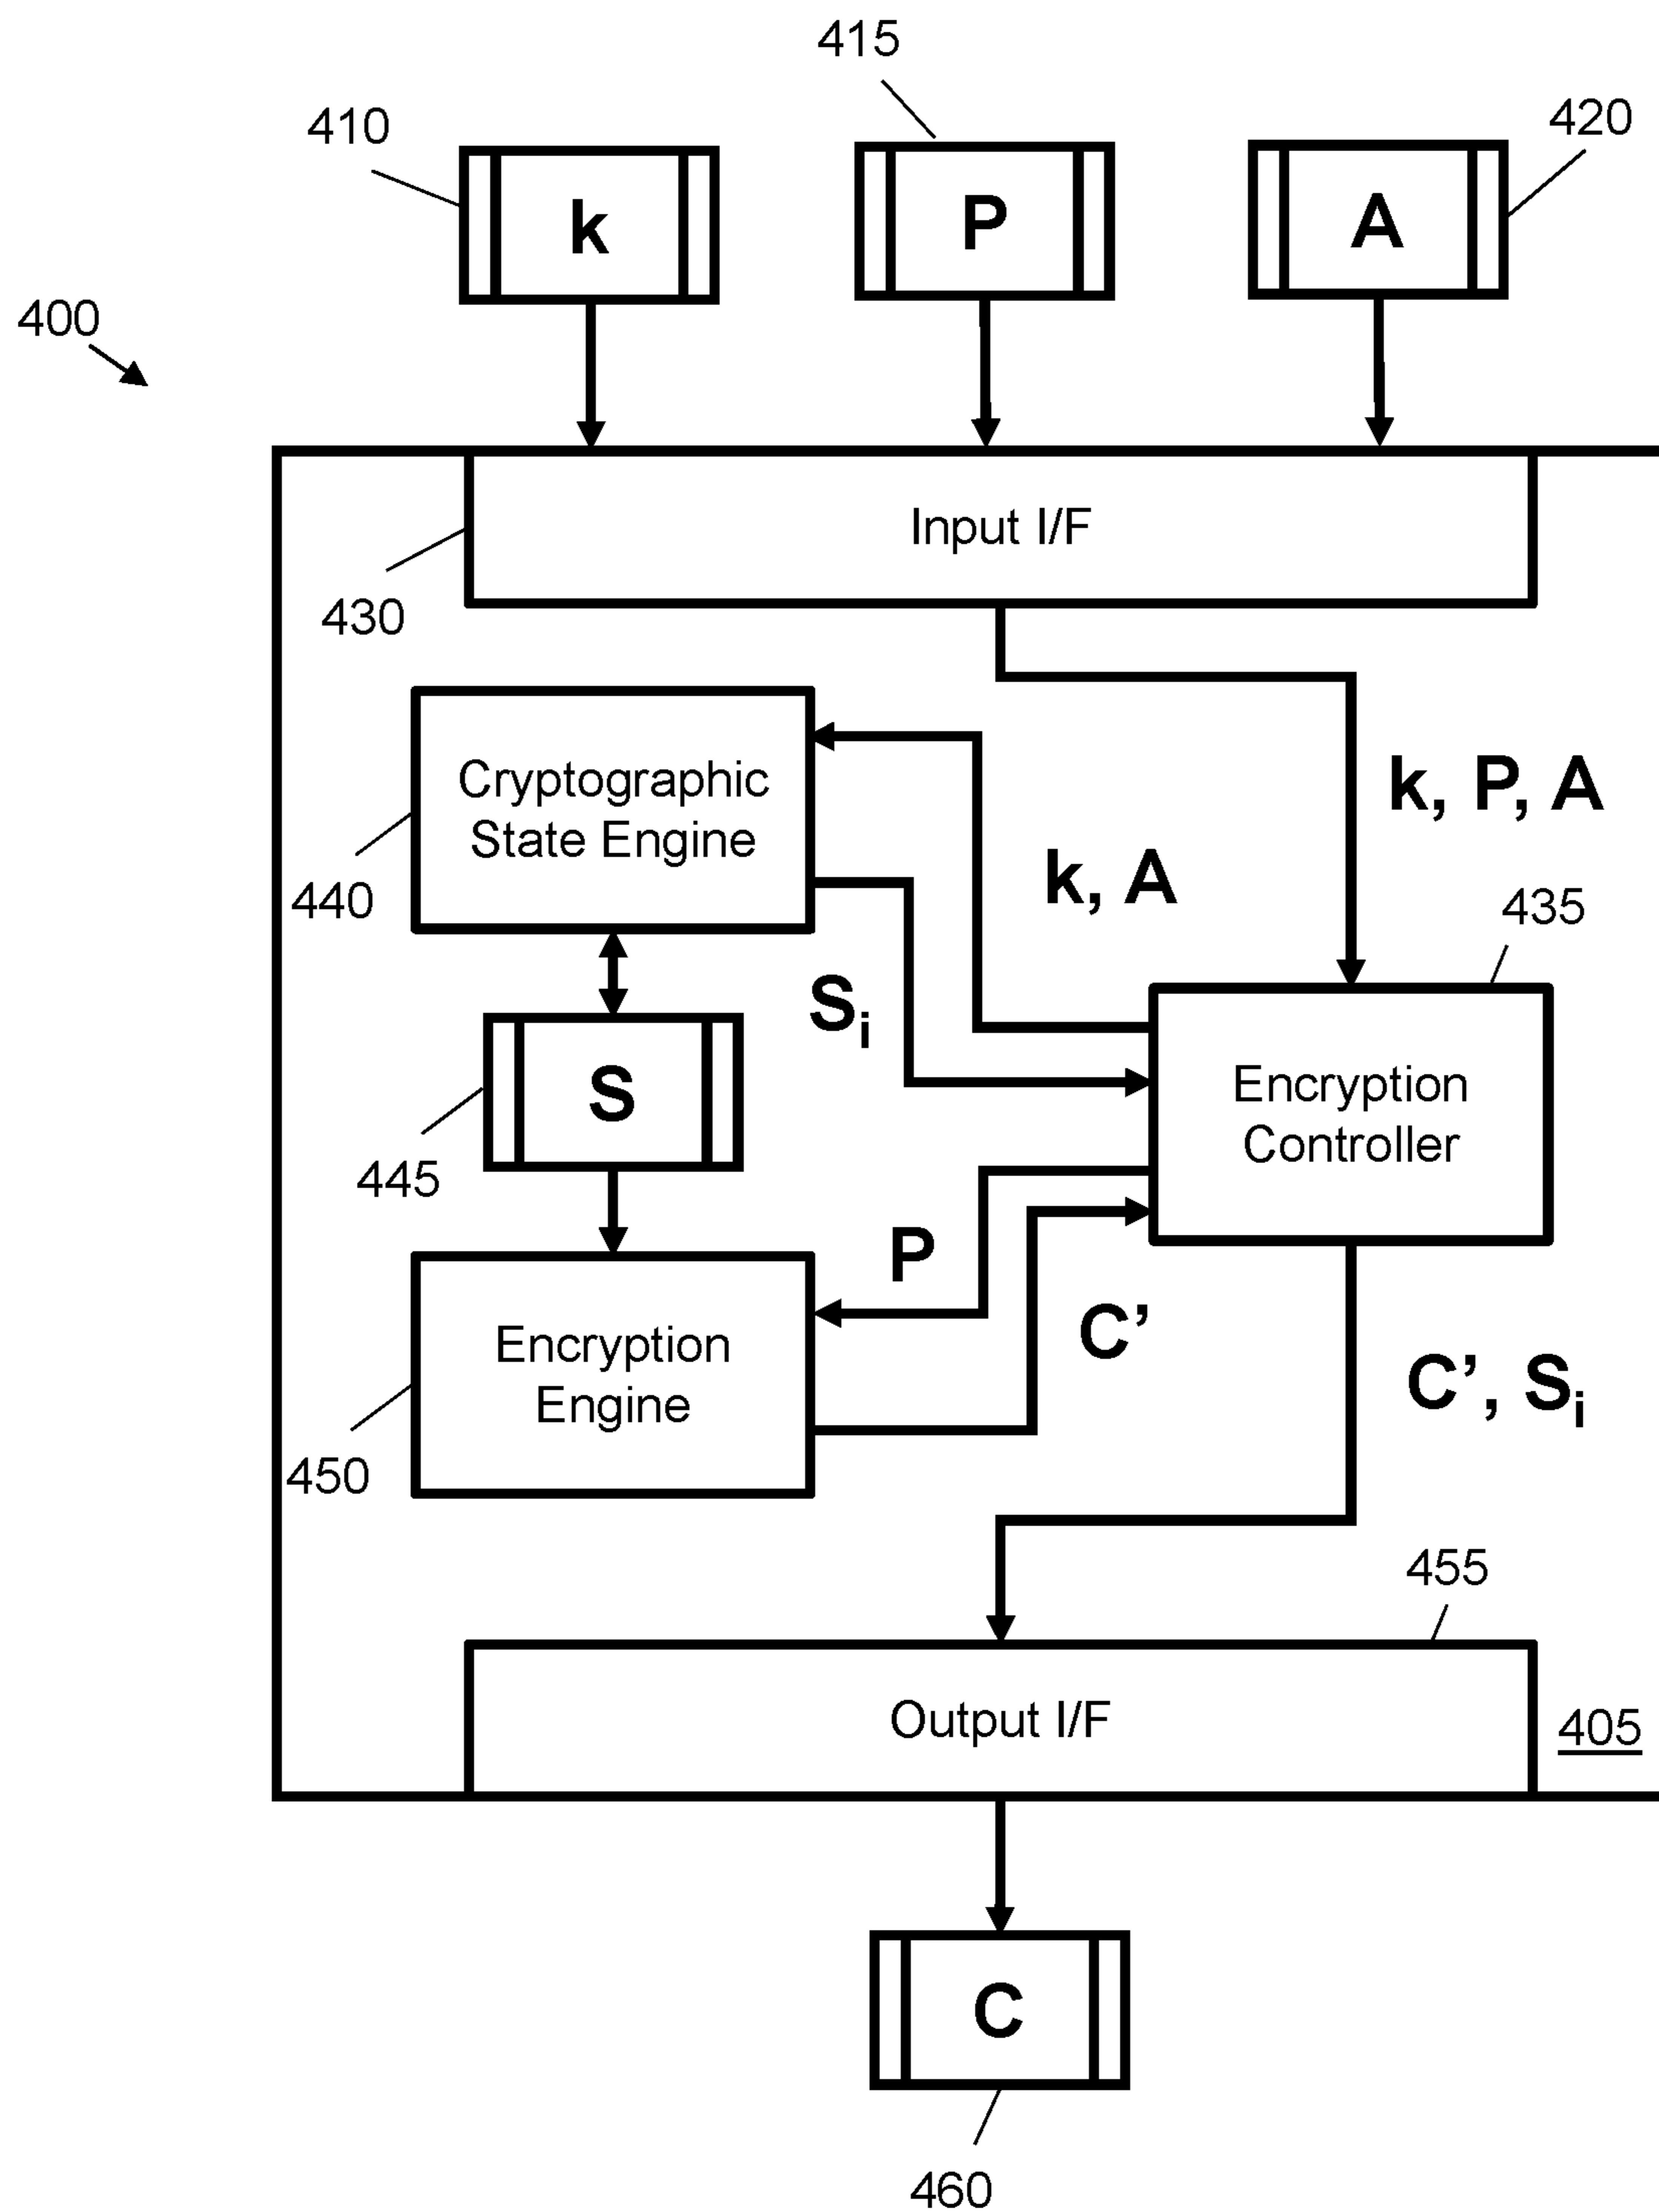 415
410
420
k
P
A
400
Input I/F
430
Cryptographic
State Engine
k, P, A
k, A
440
435
Si
S
Encryption
Controller
445
P
C’
Encryption
Engine
C’, Si
450
455
Output I/F
405
C
460